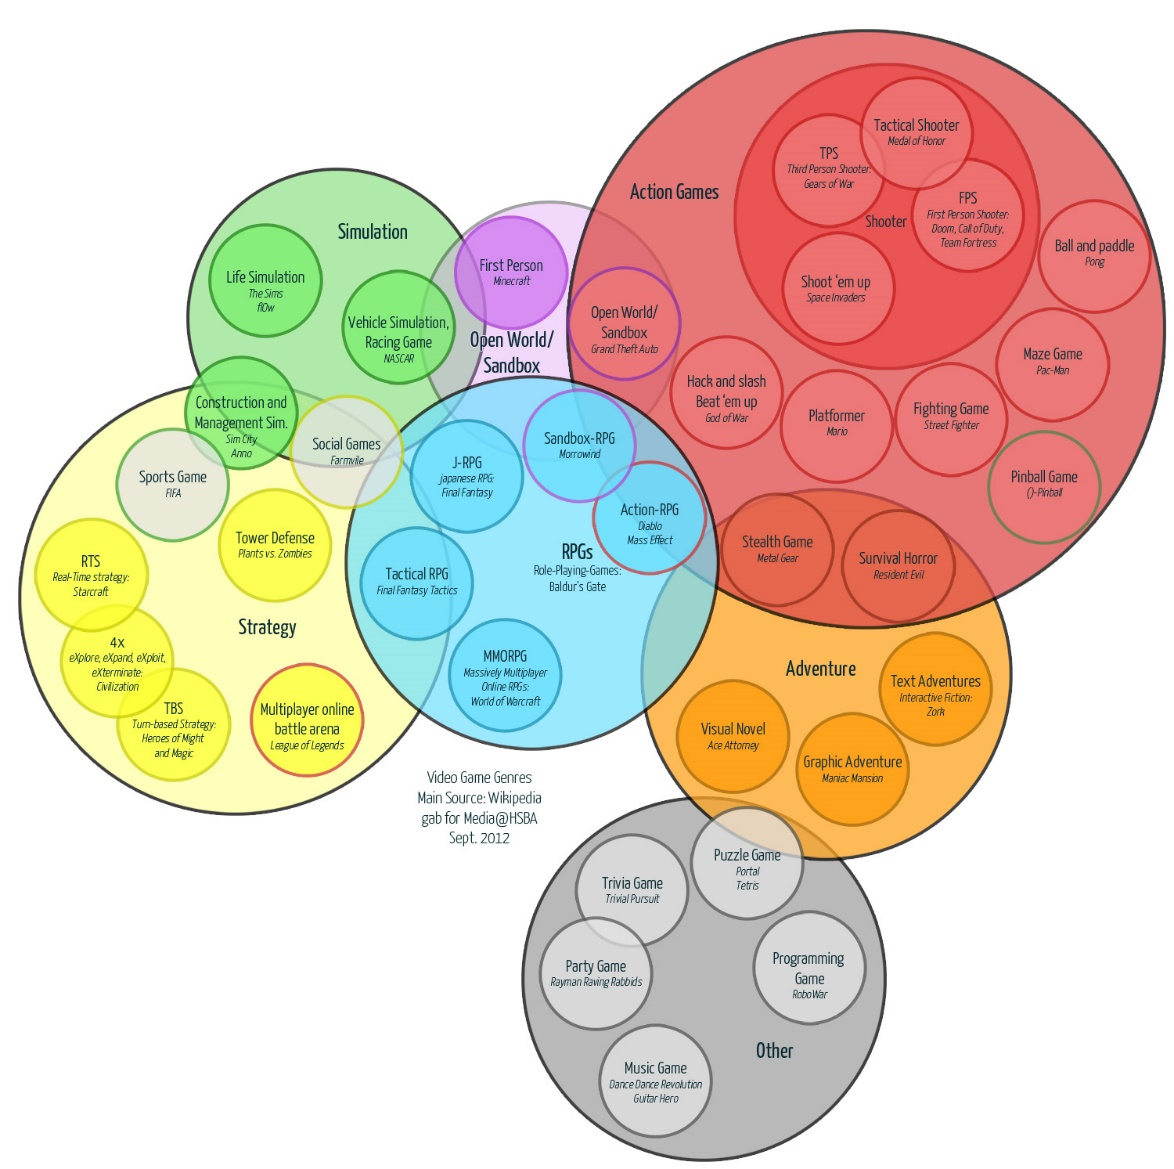 Simulation
Life Simulation
The Sims
flOw
Vehicle Simulation,
Racing Game
NASCAR
Construction and
Management Sim.
Sim City
Anno
Social Games
Farmvile
Sports Game
FIFA
First Person
Minecraft
Open World/
Sandbox
Action Games
Open World/
Sandbox
Grand Theft Auto
Shooter
TPS
Third Person Shooter:
Gears of War
Tactical Shooter
Medal of Honor
FPS
First Person Shooter:
Doom, Call of Duty,
Team Fortress
Shoot 'em up
Space Invaders
Ball and paddle
Pong
Maze Game
Pac-Man
Hack and slash
Beat 'em up
God of War
Platformer
Mario
Fighting Game
Street Fighter
Pinball Game
()-Pinball
Stealth Game
Metal Gear
Survival Horror
Resident Evil
Strategy
Tower Defense
Plants vs. Zombies
RTS
Real-Time strategy:
Starcraft
4x
eXplore, eXpand, eXploit,
eXterminate:
Civilization
TBS
Turn-based Strategy:
Heroes of Might
and Magic
Multiplayer online
battle arena
League of Legends
RPGs
Role-Playing-Games:
Baldur's Gate
J-RPG
Japanese RPG:
Final Fantasy
Sandbox-RPG
Morrowind
Action-RPG
Diablo
Mass Effect
Tactical RPG
Final Fantasy Tactics
MMORPG
Massively Multiplayer
Online RPGs:
World of Warcraft
Adventure
Text Adventures
Interactive Fiction:
Zork
Visual Novel
Ace Attorney
Graphic Adventure
Maniac Mansion
Video Game Genres
Main Source: Wikipedia
gab for Media@HSBA
Sept. 2012
Puzzle Game
Portal
Tetris
Trivia Game
Trivial Pursuit
Party Game
Rayman Raving Rabbids
Programming
Game
RoboWar
Other
Music Game
Dance Dance Revolution
Guitar Hero